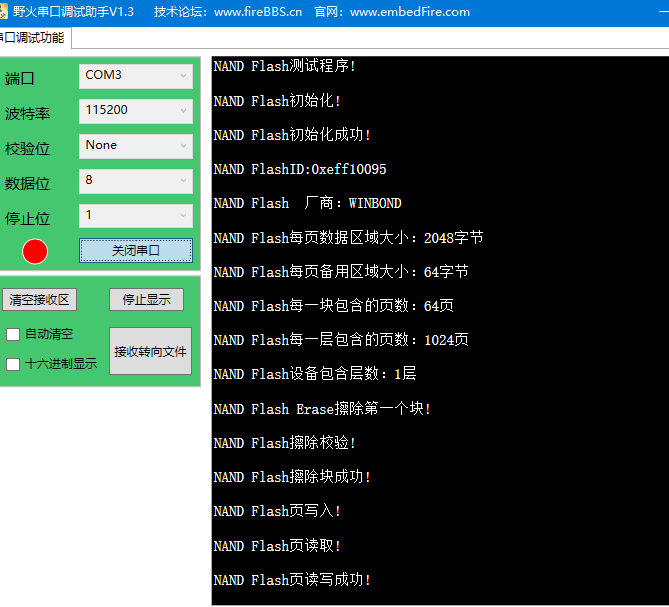 野火串口调试助手V1.3 技术论坛：www.fireBBS.cn 官网：www.embedFire.com
串口调试功能
端口 COM3
波特率 115200
校验位 None
数据位 8
停止位 1
关闭串口
清空接收区 停止显示
自动清空
接收转向文件
十六进制显示
NAND Flash测试程序!
NAND Flash初始化!
NAND Flash初始化成功!
NAND FlashID:0xeff10095
NAND Flash 厂商：WINBOND
NAND Flash每页数据区域大小：2048字节
NAND Flash每页备用区域大小：64字节
NAND Flash每一块包含的页数：64页
NAND Flash每一层包含的页数：1024页
NAND Flash设备包含层数：1层
NAND Flash Erase擦除第一个块!
NAND Flash擦除校验!
NAND Flash擦除块成功!
NAND Flash页写入!
NAND Flash页读取!
NAND Flash页读写成功!